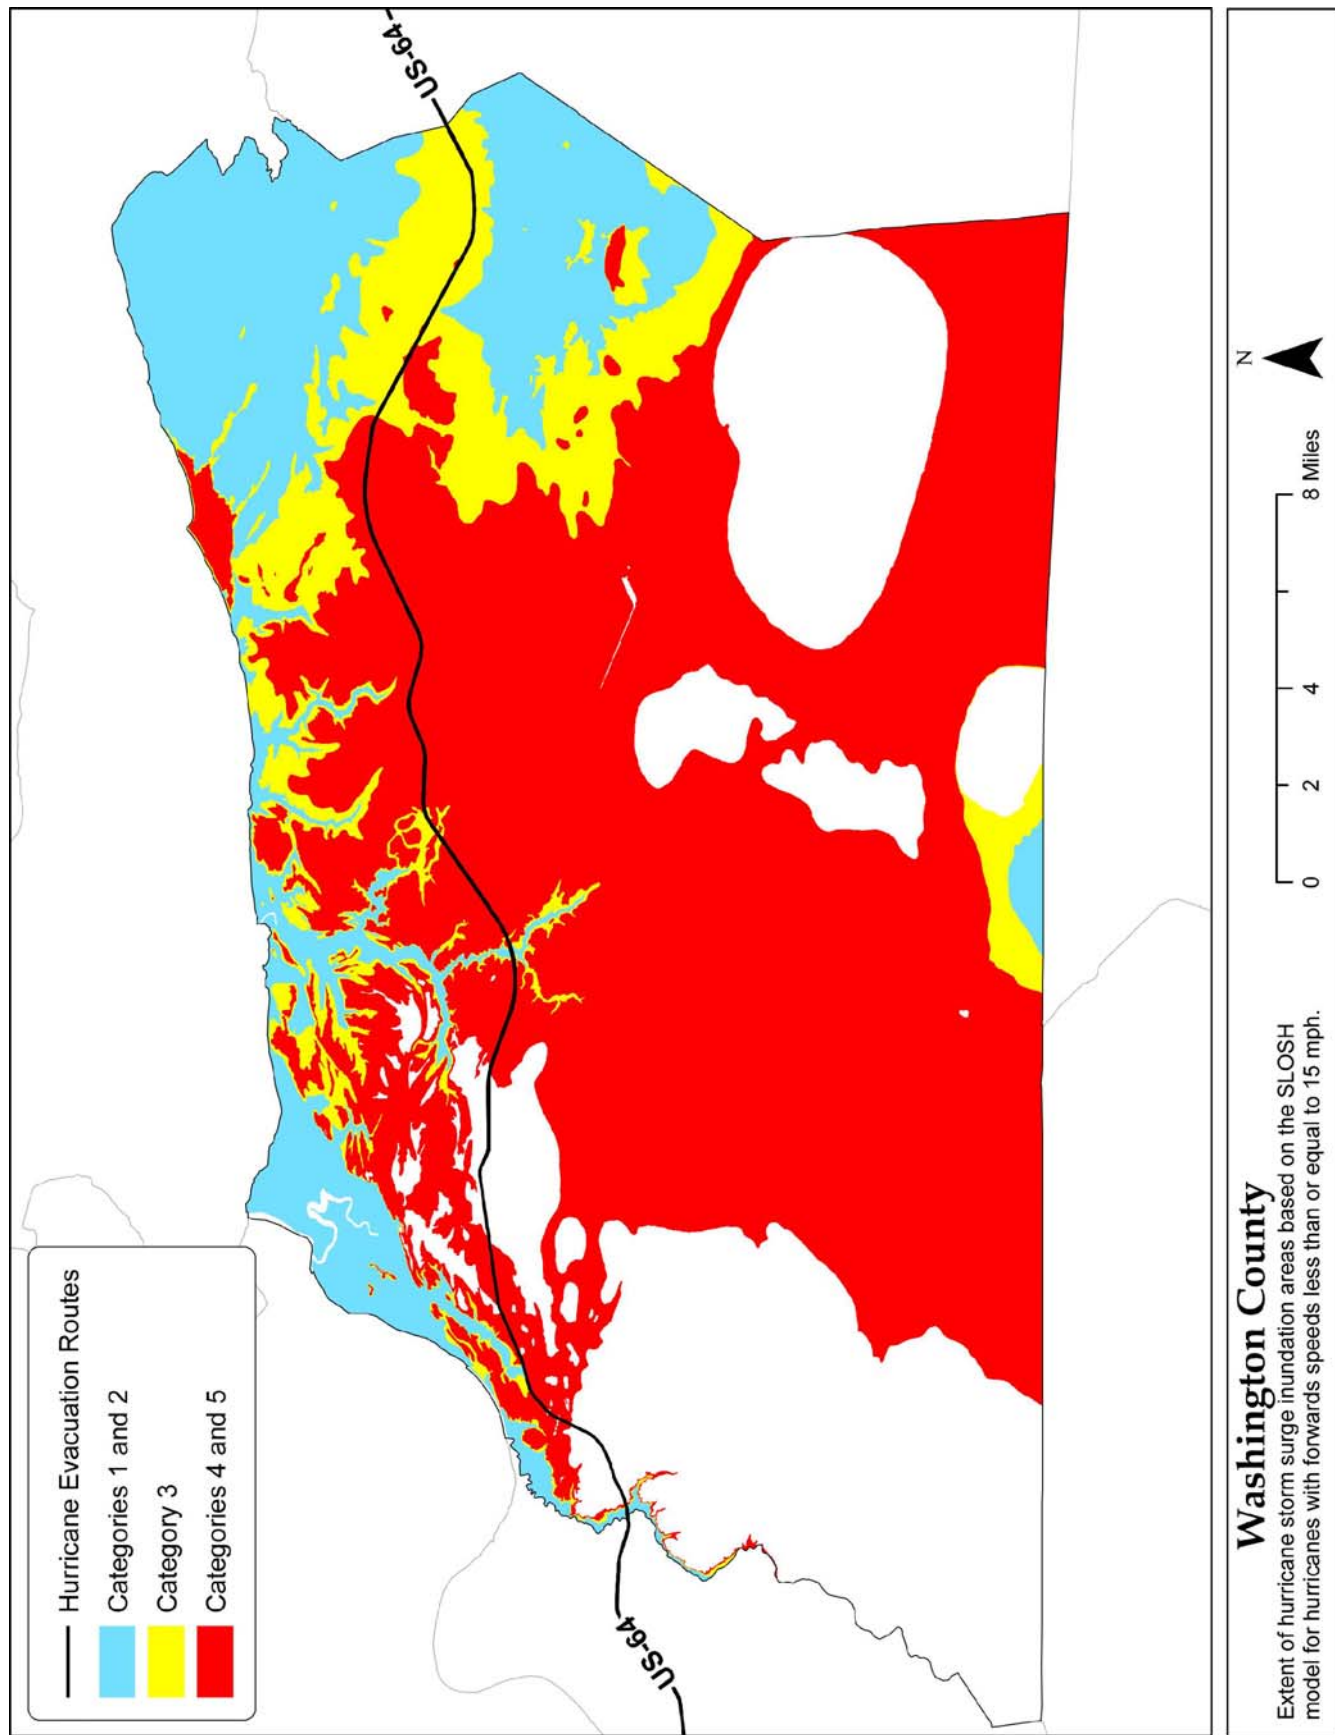 Hurricane Evacuation Routes
Categories 1 and 2
Category 3
Categories 4 and 5
US-64
US-64
Washington County
Extent of hurricane storm surge inundation areas based on the SLOSH
model for hurricanes with forwards speeds less than or equal to 15 mph.
0 2 4 8 Miles
N